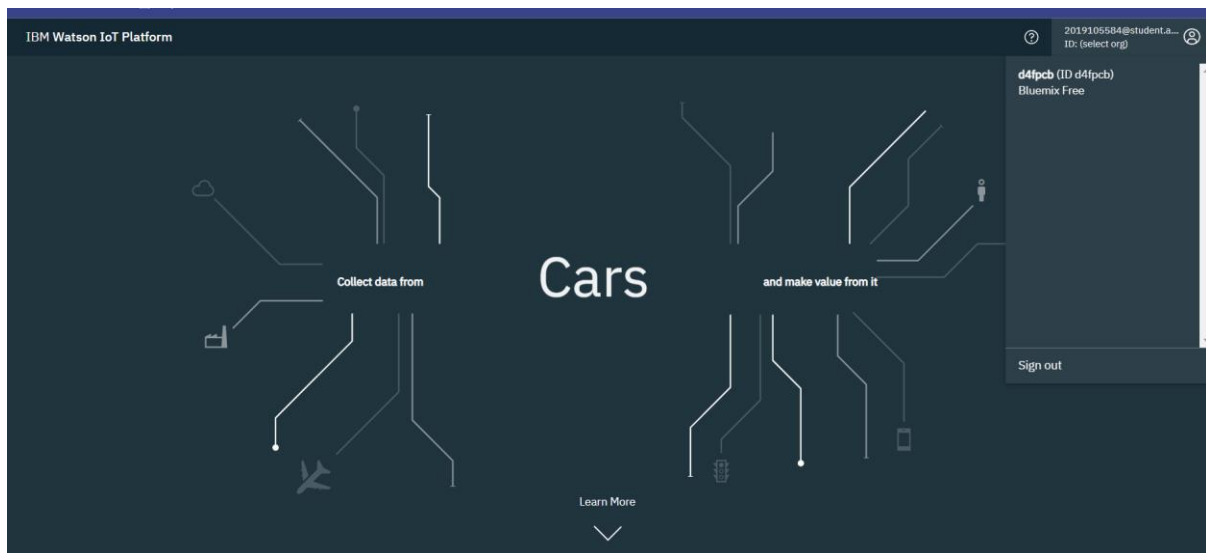 IBM Watson IoT Platform
2019105584@student.a...
ID: (select org)
d4fpcb (ID d4fpcb)
Bluemix Free
Collect data from
Cars
and make value from it
Sign out
Learn More